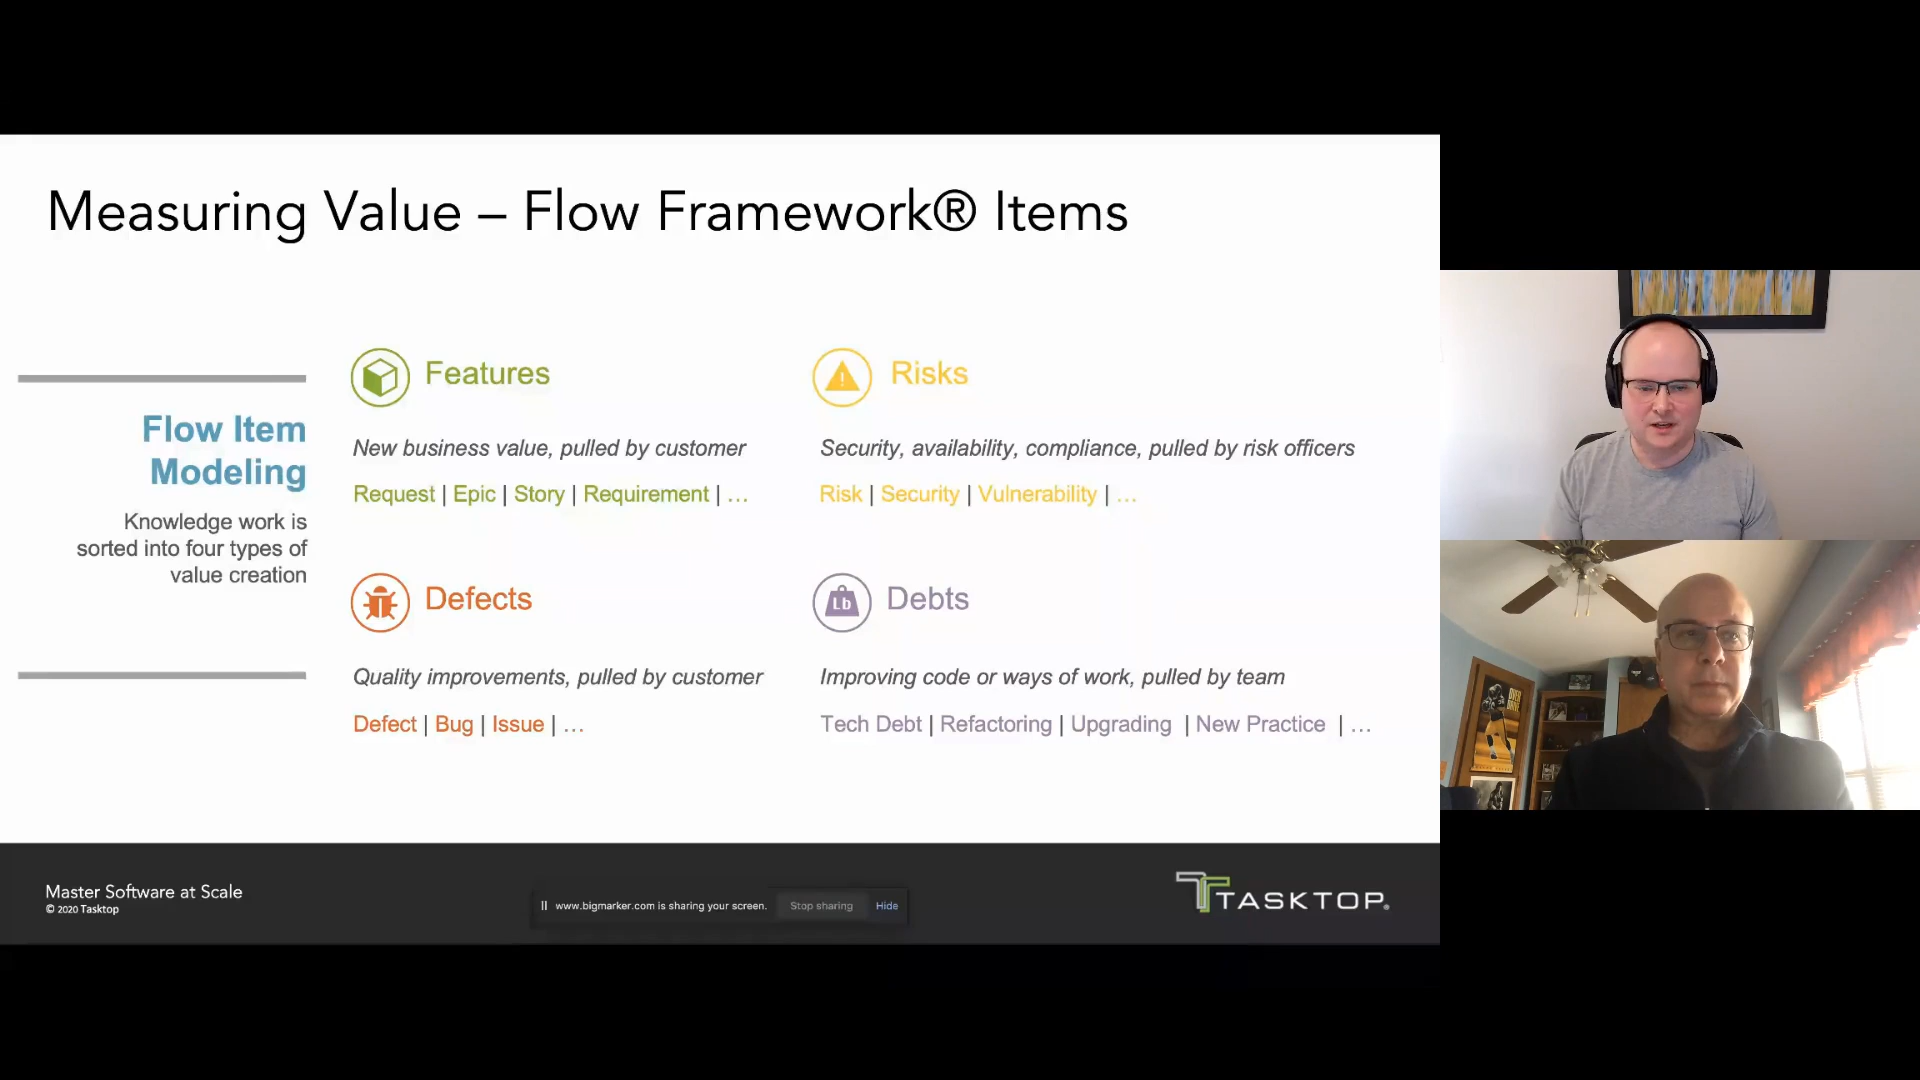 Measuring Value – Flow Framework® Items
Flow Item
Modeling
Knowledge work is
sorted into four types of
value creation
Features
New business value, pulled by customer
Request | Epic | Story | Requirement | …
Risks
Security, availability, compliance, pulled by risk officers
Risk | Security | Vulnerability | …
Defects
Quality improvements, pulled by customer
Defect | Bug | Issue | …
Lb
Debts
Improving code or ways of work, pulled by team
Tech Debt | Refactoring | Upgrading | New Practice | …
Master Software at Scale
© 2020 Tasktop
www.bigmarker.com is sharing your screen.
Stop sharing
Hide
TASKTOP
OVER
DRIVE